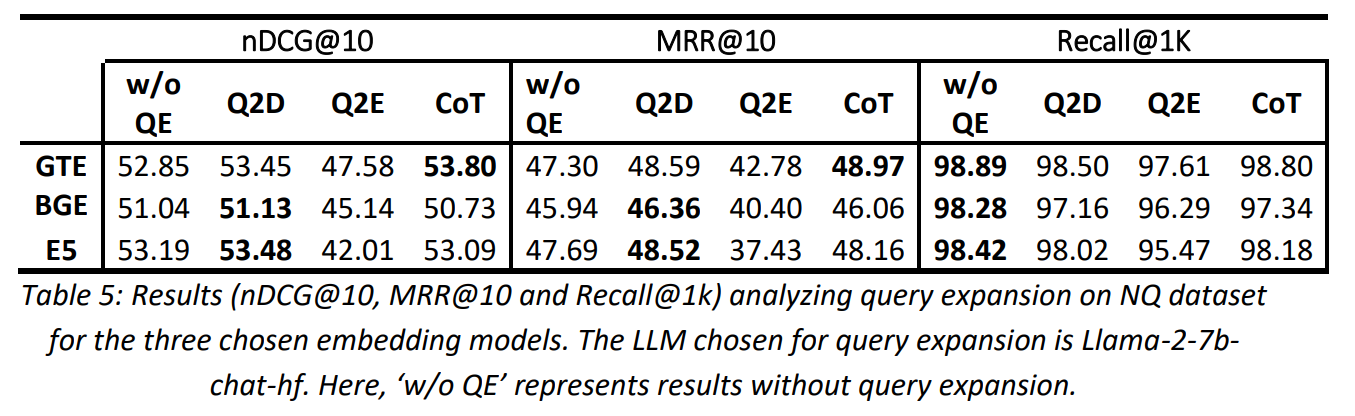 nDCG@10 MRR@10 Recall@1K
w/o QE Q2D Q2E CoT w/o QE Q2D Q2E CoT w/o QE Q2D Q2E CoT
GTE 52.85 53.45 47.58 53.80 47.30 48.59 42.78 48.97 98.89 98.50 97.61 98.80
BGE 51.04 51.13 45.14 50.73 45.94 46.36 40.40 46.06 98.28 97.16 96.29 97.34
E5 53.19 53.48 42.01 53.09 47.69 48.52 37.43 48.16 98.42 98.02 95.47 98.18
Table 5: Results (nDCG@10, MRR@10 and Recall@1k) analyzing query expansion on NQ dataset
for the three chosen embedding models. The LLM chosen for query expansion is Llama-2-7b-
chat-hf. Here, ‘w/o QE’ represents results without query expansion.